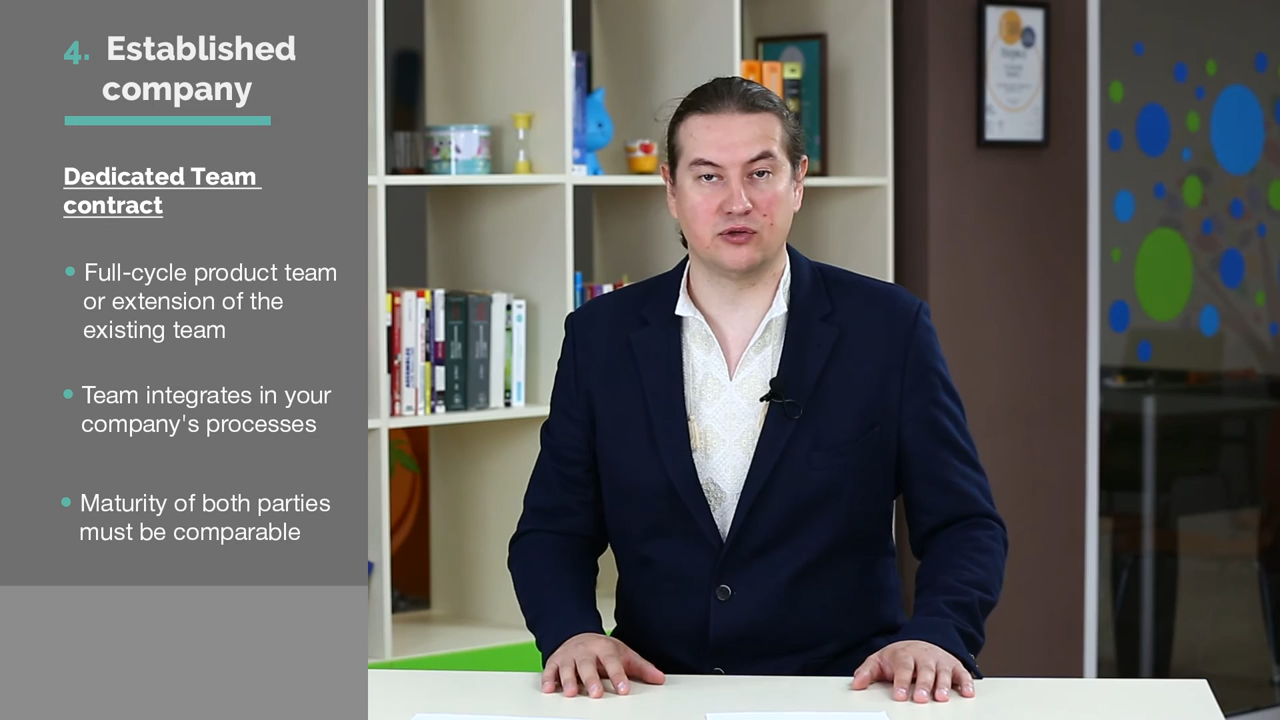 4. Established
company
Dedicated Team
contract
• Full-cycle product team
or extension of the
existing team
• Team integrates in your
company's processes
• Maturity of both parties
must be comparable